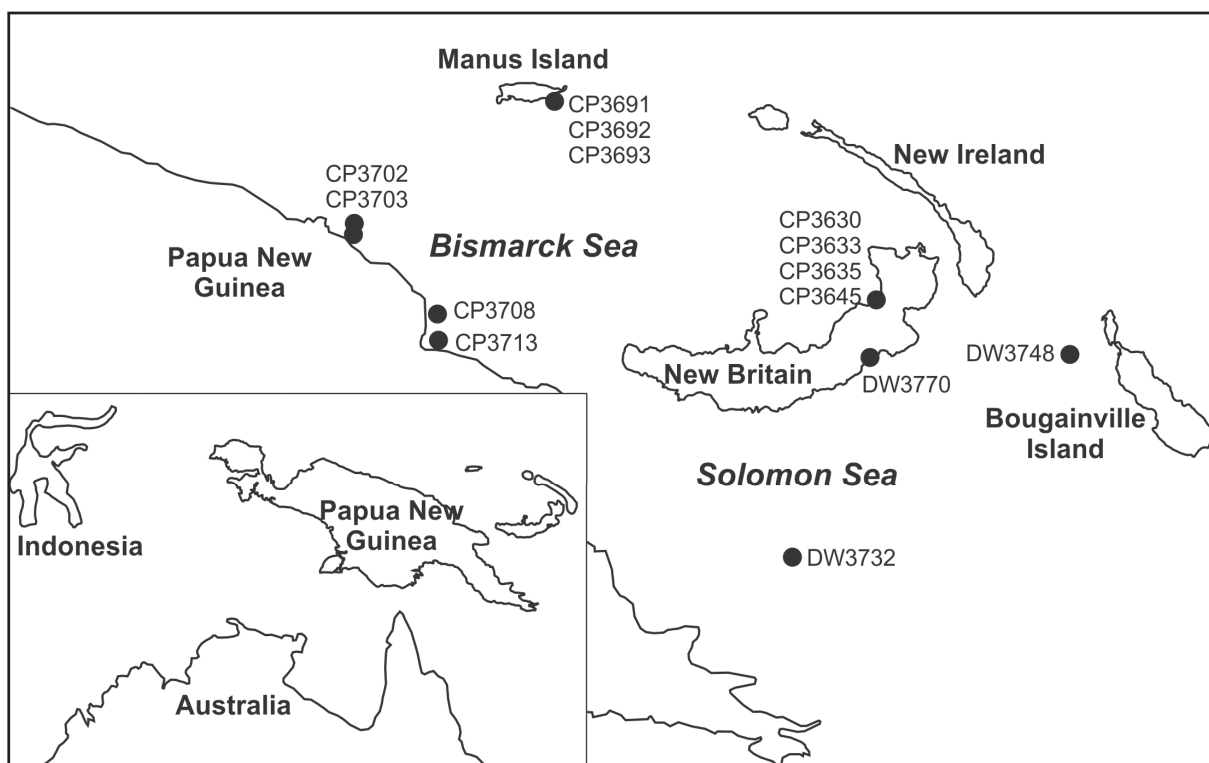 Manus Island
CP3691
CP3692
CP3693
New Ireland
CP3702
CP3703
Bismarck Sea
Papua New
Guinea
CP3630
CP3633
CP3635
CP3645
CP3708
CP3713
New Britain
DW3770
DW3748
Bougainville
Island
Solomon Sea
DW3732
Indonesia
Papua New
Guinea
Australia